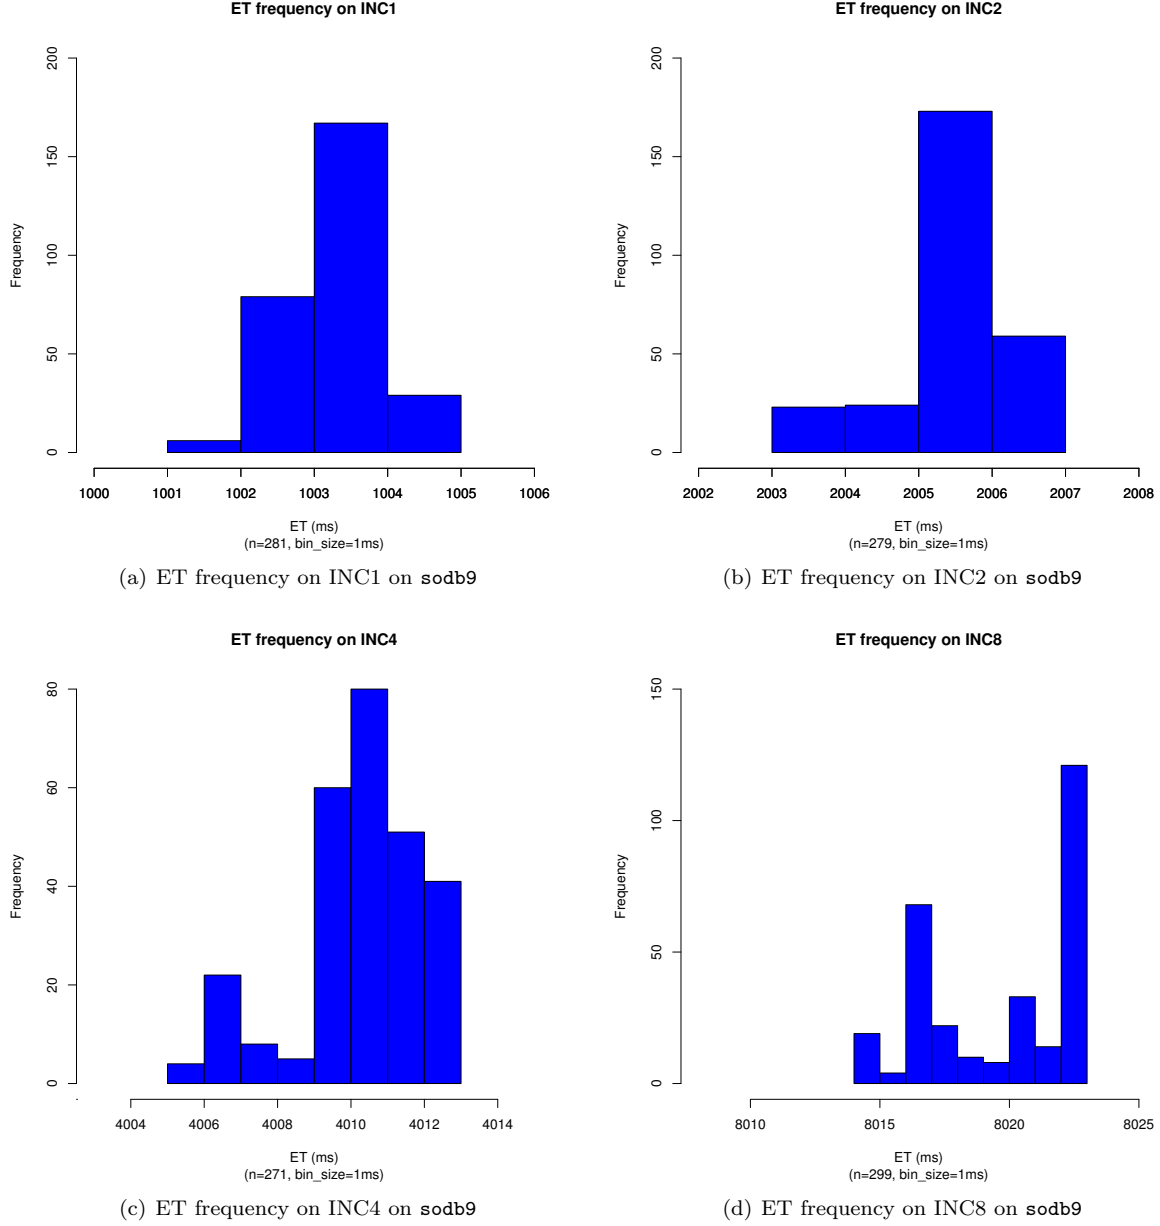 ET frequency on INC1
Frequency
0
50
100
150
200
1000 1001 1002 1003 1004 1005 1006
ET (ms)
(n=281, bin_size=1ms)
(a) ET frequency on INC1 on sodb9
ET frequency on INC2
Frequency
0
50
100
150
200
2002 2003 2004 2005 2006 2007 2008
ET (ms)
(n=279, bin_size=1ms)
(b) ET frequency on INC2 on sodb9
ET frequency on INC4
Frequency
0
20
40
60
80
4004 4006 4008 4010 4012 4014
ET (ms)
(n=271, bin_size=1ms)
(c) ET frequency on INC4 on sodb9
ET frequency on INC8
Frequency
0
50
100
150
8010 8015 8020 8025
ET (ms)
(n=299, bin_size=1ms)
(d) ET frequency on INC8 on sodb9